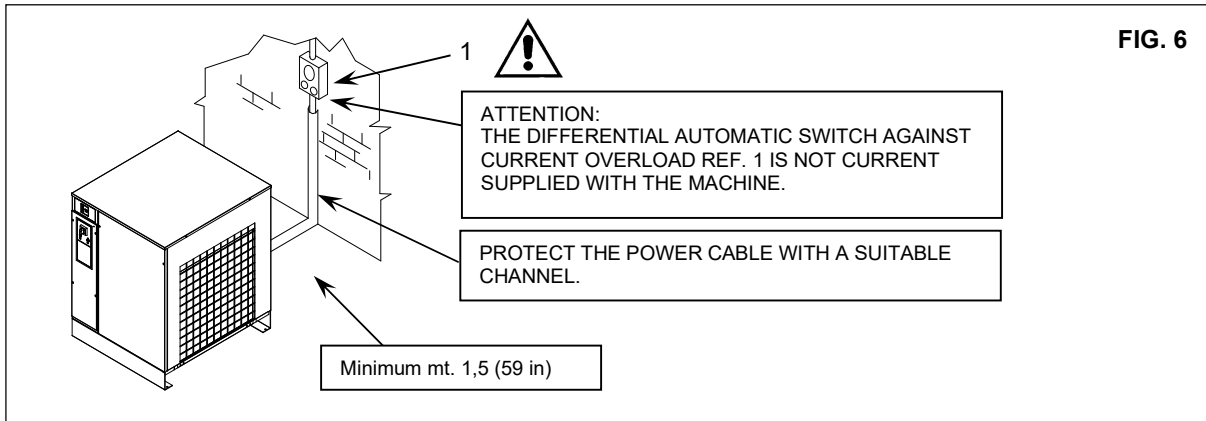 FIG. 6
1
ATTENTION:
THE DIFFERENTIAL AUTOMATIC SWITCH AGAINST
CURRENT OVERLOAD REF. 1 IS NOT CURRENT
SUPPLIED WITH THE MACHINE.
PROTECT THE POWER CABLE WITH A SUITABLE
CHANNEL.
Minimum mt. 1,5 (59 in)